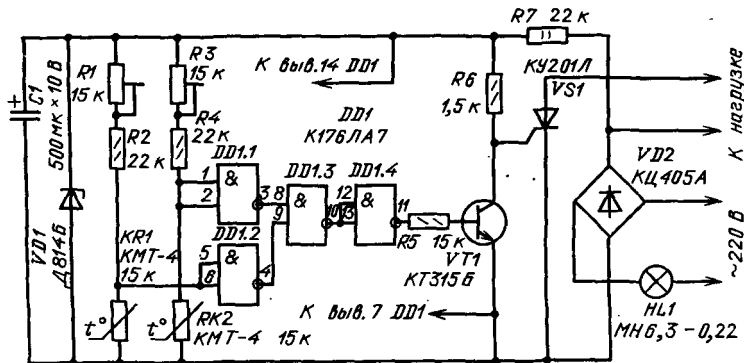 R7 22 к
R1
15 к
R3
15 к
К выв.14 DD1
R6
1,5 к
КУ201Л
VS1
+
C1
500 мк × 10 В
R2
22 к
R4
22 к
DD1
К176ЛА7
К нагрузке
DD1.1
&
1
2
3
DD1.3
8
9
&
10
DD1.4
12
13
&
11
VD2
КЦ405А
VD1
Д814Б
KR1
КМТ-4
15 к
DD1.2
5
6
&
4
R5 15 к
VT1
КТ315Б
~220 В
t°
t°
RK2
КМТ-4 15 к
К выв. 7 DD1
HL1
МН6,3-0,22